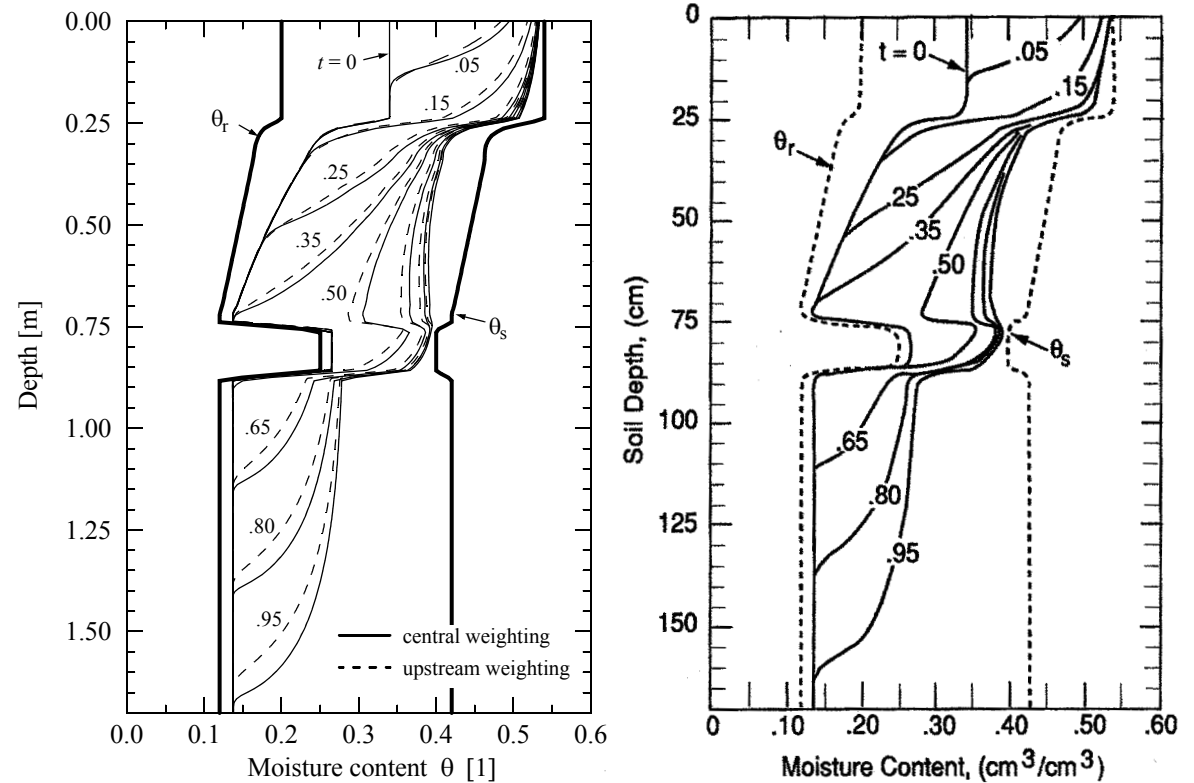 0.00
0.25
0.50
0.75
1.00
1.25
1.50
Depth [m]
0.0 0.1 0.2 0.3 0.4 0.5 0.6
Moisture content θ [1]
t = 0
.05
.15
θr
.25
.35
.50
θs
.65
.80
.95
central weighting
upstream weighting
0
25
50
75
100
125
150
Soil Depth, (cm)
0 .10 .20 .30 .40 .50 .60
Moisture Content, (cm³/cm³)
t = 0
.05
.15
θr
.25
.35
.50
θs
.65
.80
.95